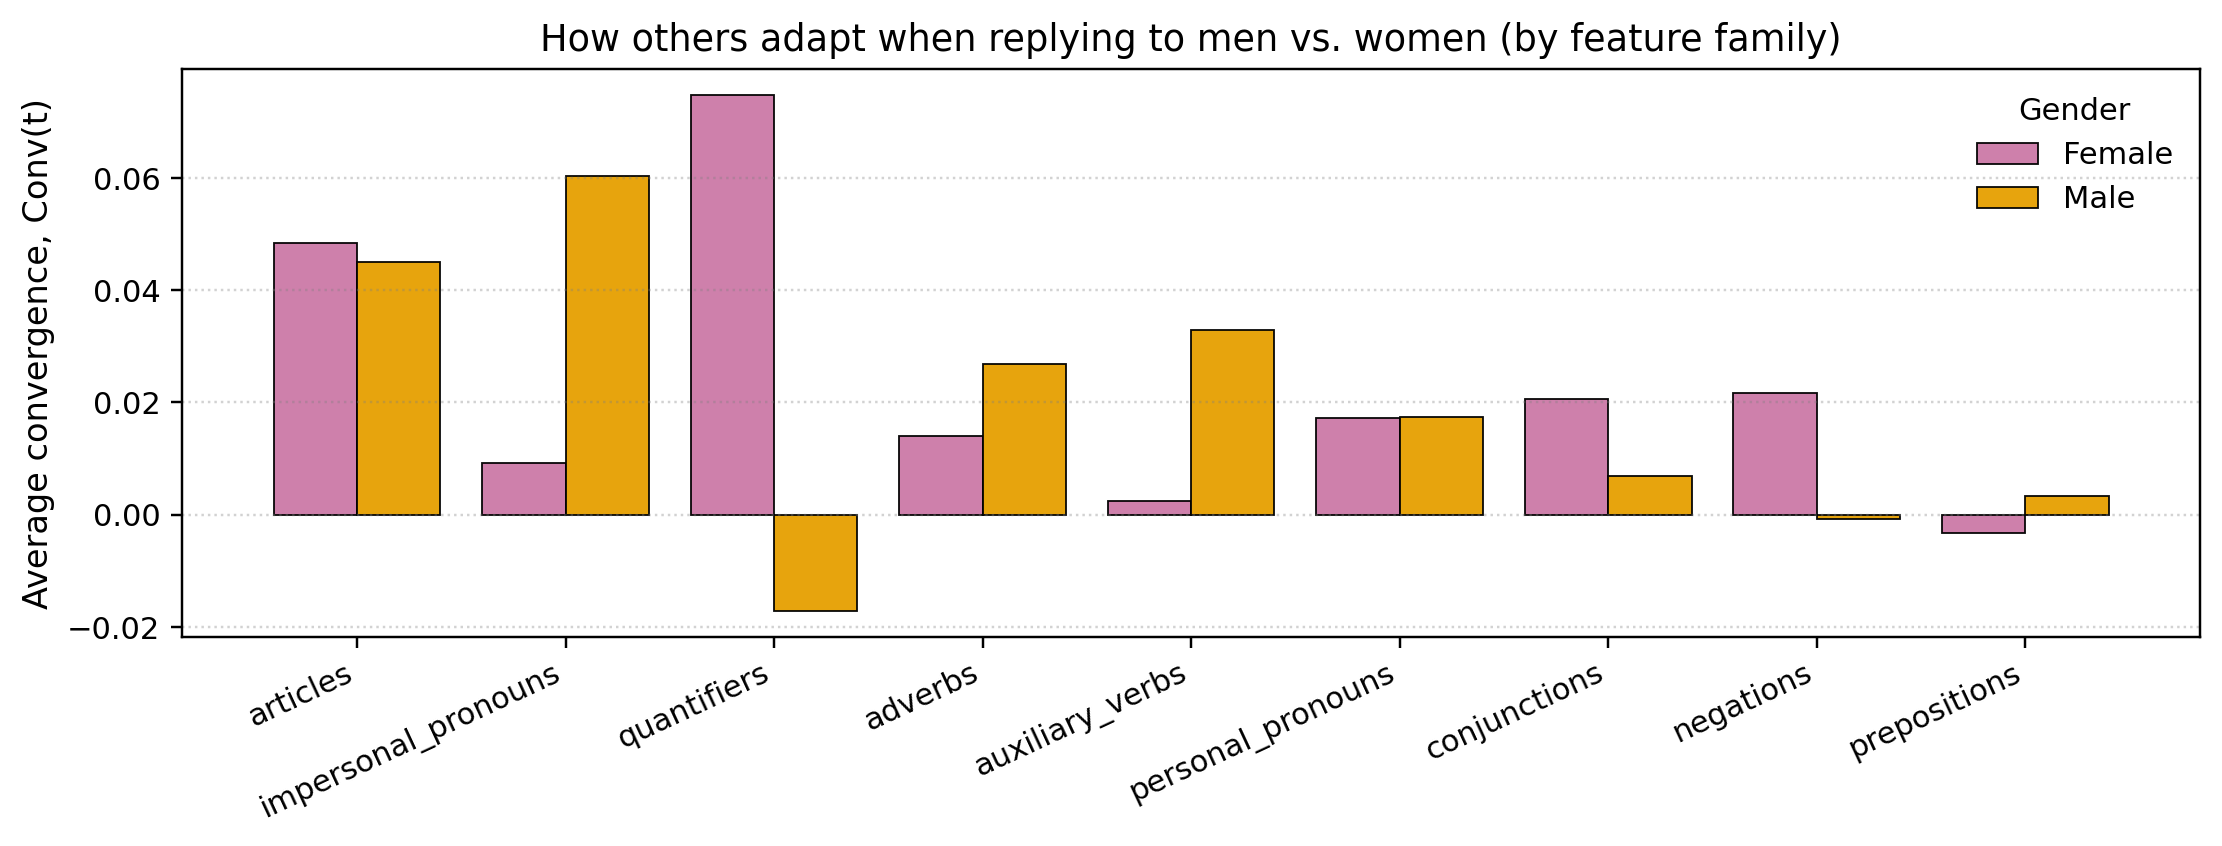 How others adapt when replying to men vs. women (by feature family)
Average convergence, Conv(t)
0.06
0.04
0.02
0.00
−0.02
Gender
Female
Male
articles
impersonal_pronouns
quantifiers
adverbs
auxiliary_verbs
personal_pronouns
conjunctions
negations
prepositions